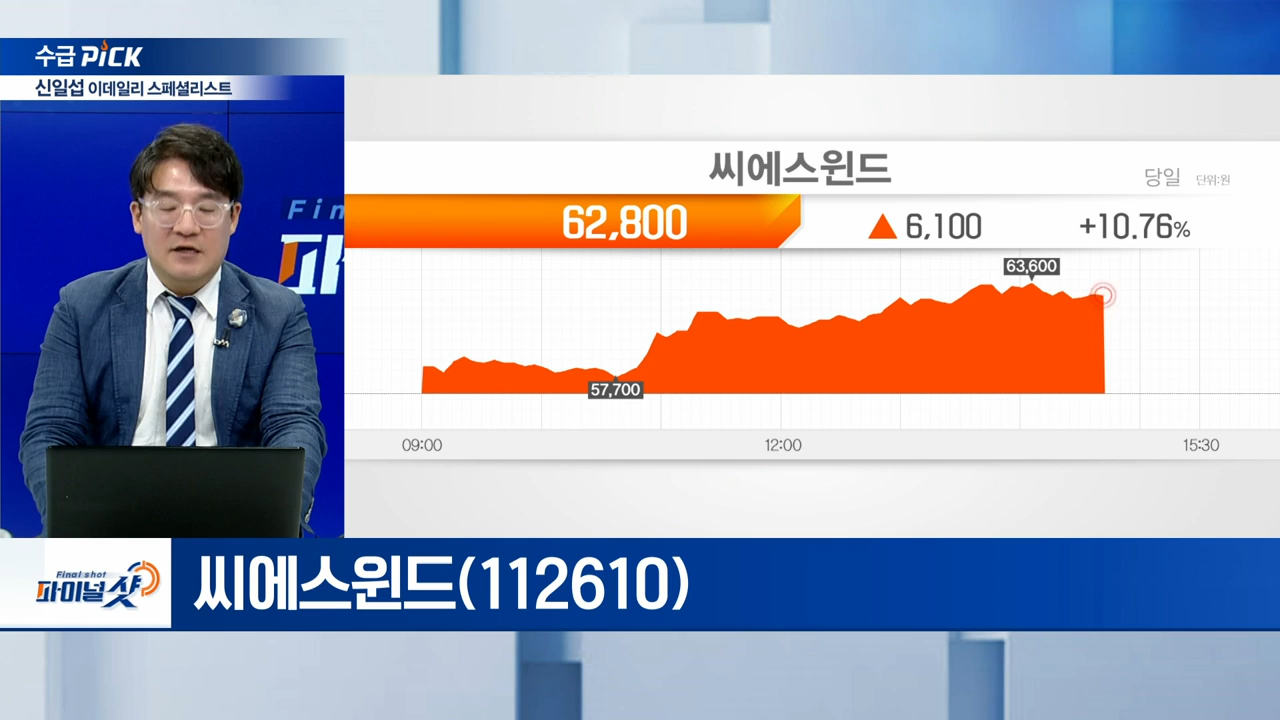 수급 PiCK
신일섭 이데일리 스페셜리스트
Fin
파
씨에스윈드
당일 단위:원
62,800 ▲ 6,100 +10.76%
63,600
57,700
09:00 12:00 15:30
Final shot
파이널샷
씨에스윈드(112610)